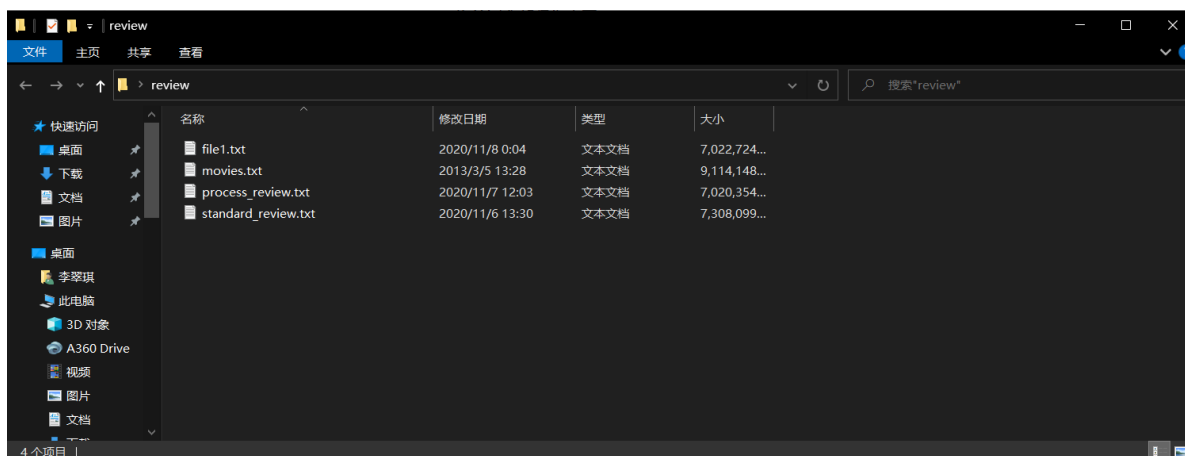 review
文件 主页 共享 查看
review 搜索"review"
名称 修改日期 类型 大小
快速访问
桌面
下载
文档
图片
桌面
李翠琪
此电脑
3D 对象
A360 Drive
视频
图片
文档
file1.txt 2020/11/8 0:04 文本文档 7,022,724...
movies.txt 2013/3/5 13:28 文本文档 9,114,148...
process_review.txt 2020/11/7 12:03 文本文档 7,020,354...
standard_review.txt 2020/11/6 13:30 文本文档 7,308,099...
4 个项目